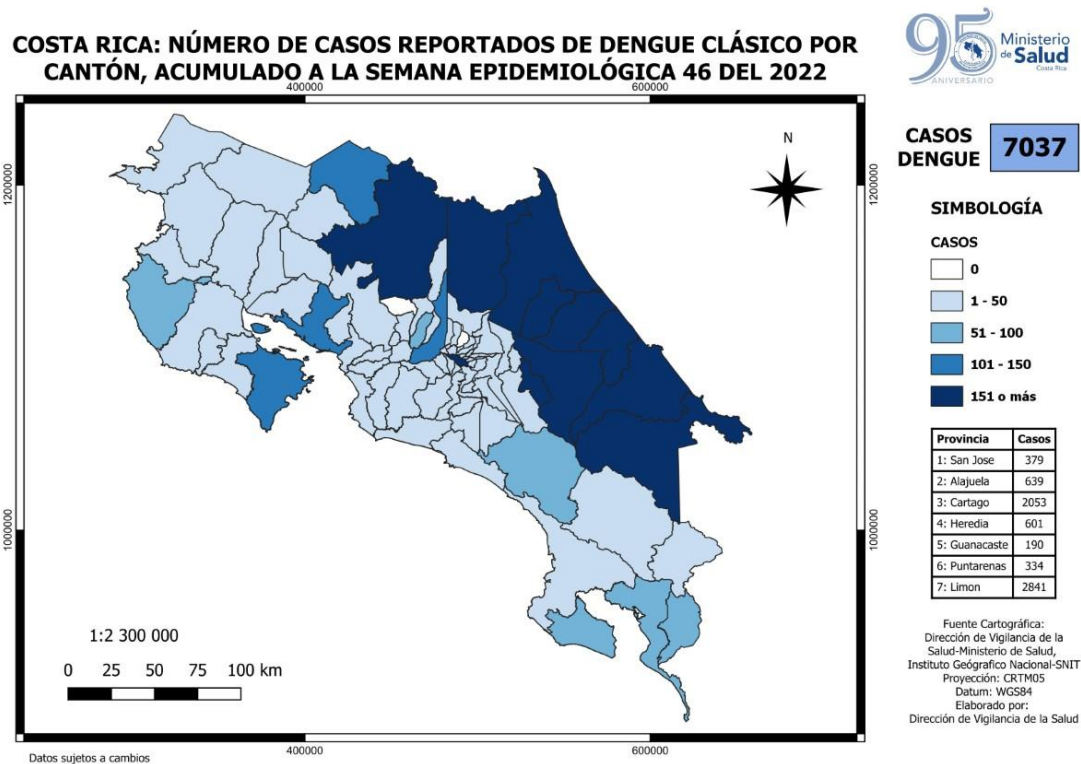 COSTA RICA: NÚMERO DE CASOS REPORTADOS DE DENGUE CLÁSICO POR
CANTÓN, ACUMULADO A LA SEMANA EPIDEMIOLÓGICA 46 DEL 2022
95
ANIVERSARIO
Ministerio
de Salud
Costa Rica
400000
600000
1200000
1200000
N
CASOS
DENGUE
7037
SIMBOLOGÍA
CASOS
0
1 - 50
51 - 100
101 - 150
151 o más
Provincia Casos
1: San Jose 379
2: Alajuela 639
3: Cartago 2053
4: Heredia 601
5: Guanacaste 190
6: Puntarenas 334
7: Limon 2841
1000000
1000000
1:2 300 000
0 25 50 75 100 km
400000
600000
Fuente Cartográfica:
Dirección de Vigilancia de la
Salud-Ministerio de Salud,
Instituto Geógrafico Nacional-SNIT
Proyección: CRTM05
Datum: WGS84
Elaborado por:
Dirección de Vigilancia de la Salud
Datos sujetos a cambios